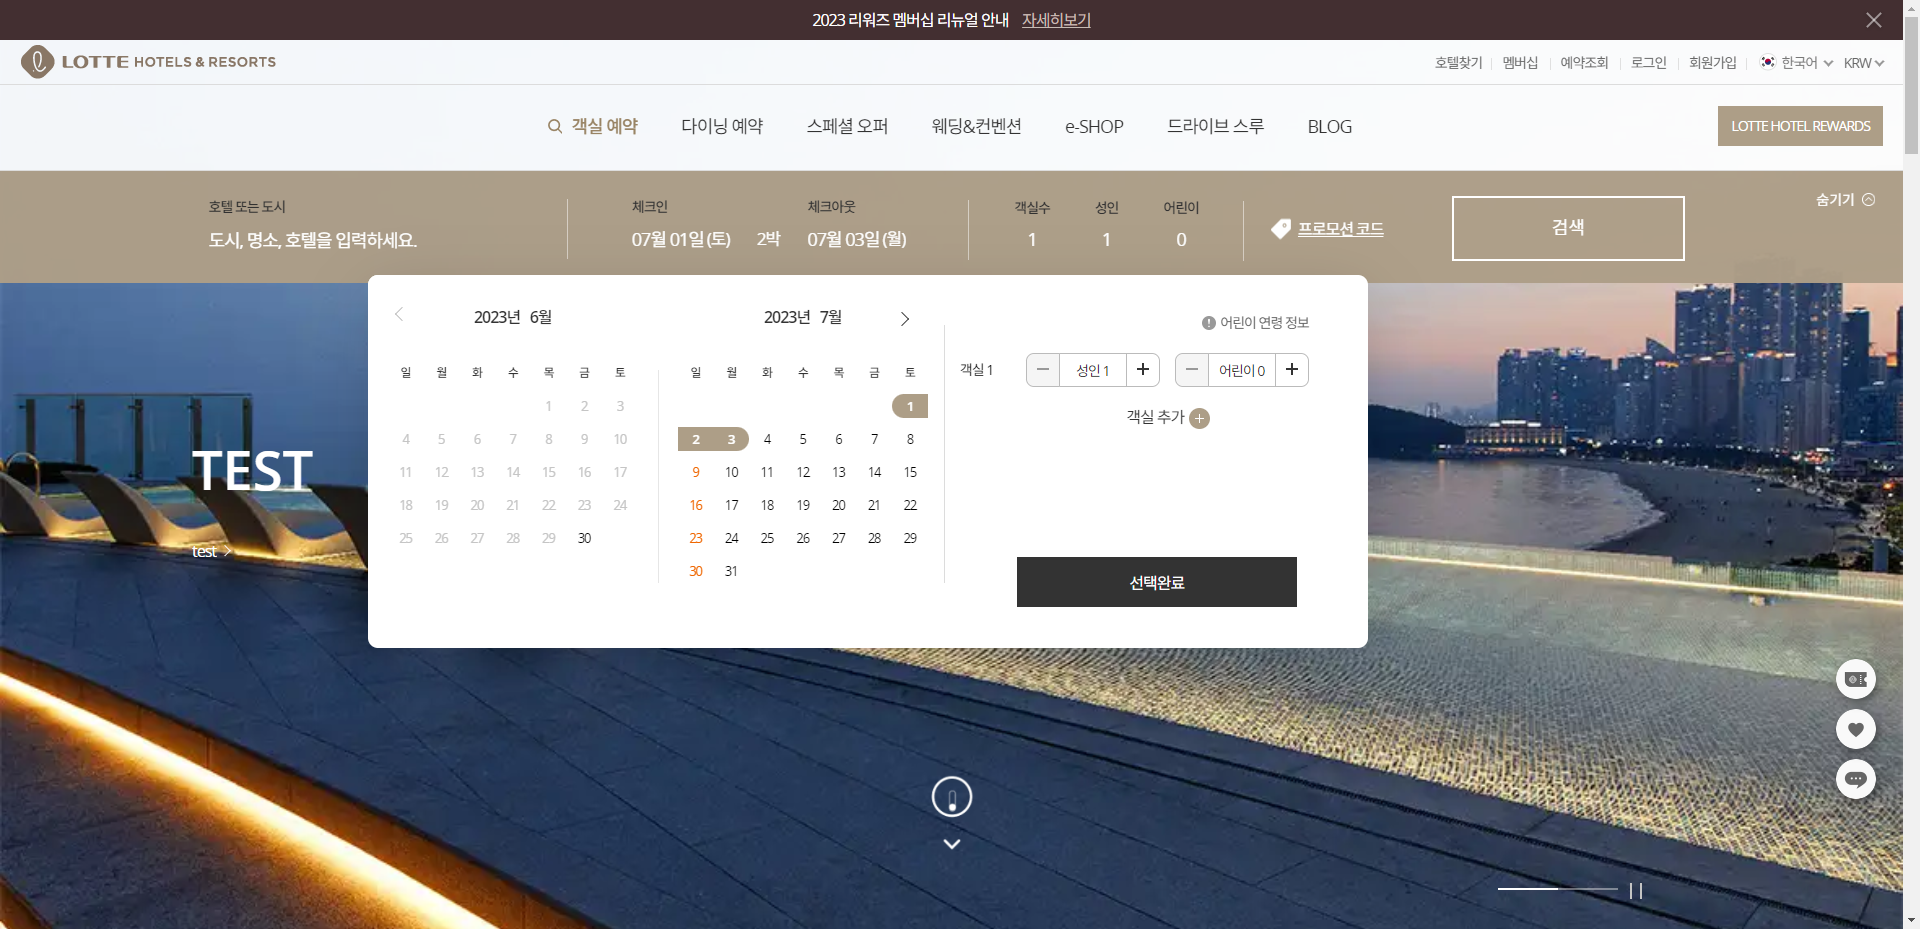 2023 리워즈 멤버십 리뉴얼 안내 자세히보기
LOTTE HOTELS & RESORTS
호텔찾기 멤버십 예약조회 로그인 회원가입 한국어 KRW
객실 예약 다이닝 예약 스페셜 오퍼 웨딩&컨벤션 e-SHOP 드라이브 스루 BLOG
LOTTE HOTEL REWARDS
호텔 또는 도시 체크인 체크아웃 객실수 성인 어린이
도시, 명소, 호텔을 입력하세요. 07월 01일 (토) 2박 07월 03일 (월) 1 1 0
프로모션 코드
검색
숨기기
2023년 6월
일 월 화 수 목 금 토
1 2 3
4 5 6 7 8 9 10
11 12 13 14 15 16 17
18 19 20 21 22 23 24
25 26 27 28 29 30
2023년 7월
일 월 화 수 목 금 토
1
2 3 4 5 6 7 8
9 10 11 12 13 14 15
16 17 18 19 20 21 22
23 24 25 26 27 28 29
30 31
어린이 연령 정보
객실 1 성인 1 어린이 0
객실 추가
선택완료
TEST
test